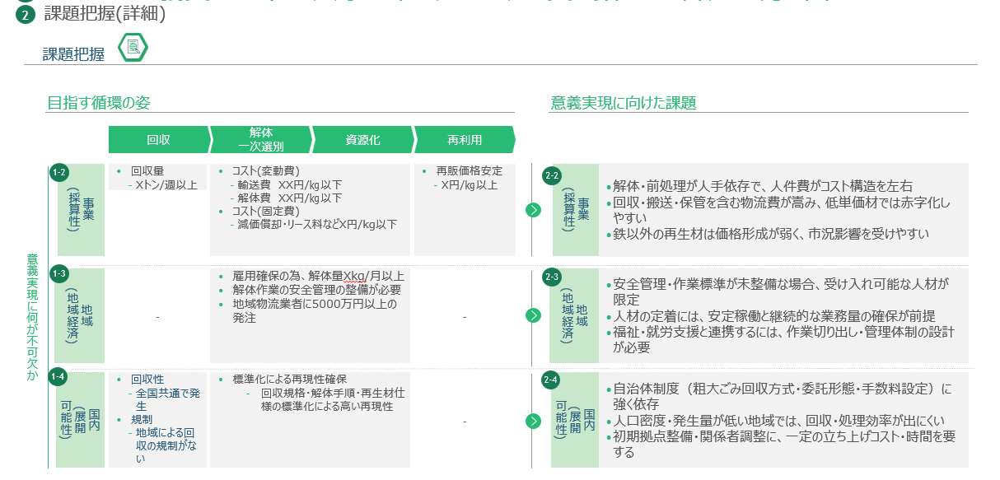 2 課題把握(詳細)
課題把握
目指す循環の姿
意義実現に向けた課題
回収
解体
一次選別
資源化
再利用
意義実現に何が不可欠か
1-2
事業
(採算性)
• 回収量
- Xトン/週以上
• コスト(変動費)
- 輸送費 XX円/kg以下
- 解体費 XX円/kg以下
• コスト(固定費)
- 減価償却・リース料などX円/kg以下
• 再販価格安定
- X円/kg以上
2-2
事業
(採算性)
•解体・前処理が人手依存で、人件費がコスト構造を左右
•回収・搬送・保管を含む物流費が高み、低単価材では赤字化し
やすい
•鉄以外の再生材は価格形成が弱く、市況影響を受けやすい
1-3
地域
(地域経済)
-
• 雇用確保の為、解体量Xkg/月以上
• 解体作業の安全管理の整備が必要
• 地域物流業者に5000万円以上の
発注
-
2-3
地域
(地域経済)
•安全管理・作業標準が未整備な場合、受け入れ可能な人材が
限定
•人材の定着には、安定稼働と継続的な業務量の確保が前提
•福祉・就労支援と連携するには、作業切り出し・管理体制の設計
が必要
1-4
国内
(展開
可能性)
• 回収性
- 全国共通で発
生
• 規制
- 地域による回
収の規制がな
い
• 標準化による再現性確保
- 回収規格・解体手順・再生材仕
様の標準化による高い再現性
-
2-4
国内
(展開
可能性)
•自治体制度（粗大ごみ回収方式・委託形態・手数料設定）に
強く依存
•人口密度・発生量が低い地域では、回収・処理効率が出にくい
•初期拠点整備・関係者調整に、一定の立ち上げコスト・時間を要
する